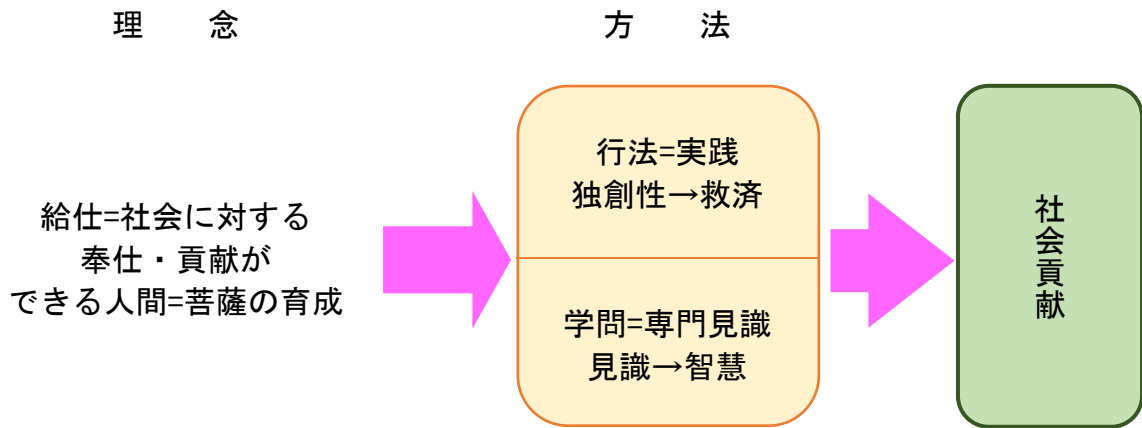 理　念
方　法
給仕=社会に対する
奉仕・貢献が
できる人間=菩薩の育成
行法=実践
独創性→救済
学問=専門見識
見識→智慧
社会貢献